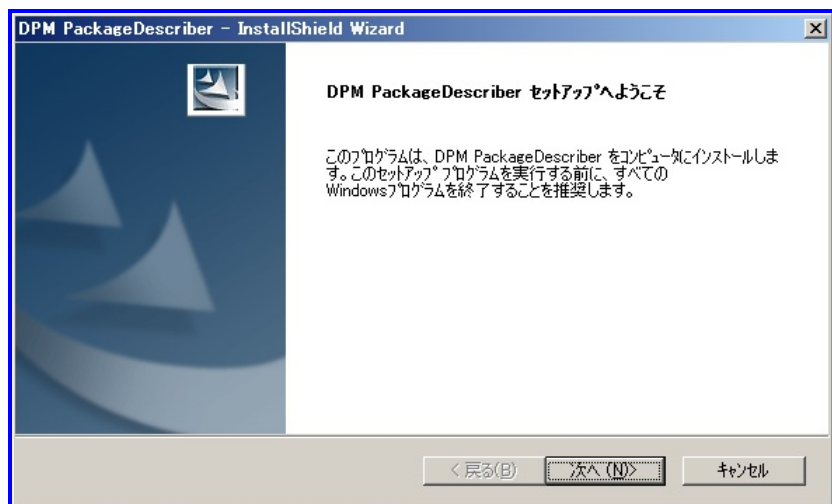 DPM PackageDescriber - InstallShield Wizard
DPM PackageDescriber セットアップへようこそ
このプログラムは、DPM PackageDescriber をコンピュータにインストールしま
す。このセットアップ プログラムを実行する前に、すべての
Windowsプログラムを終了することを推奨します。
< 戻る(B)
次へ (N)>
キャンセル